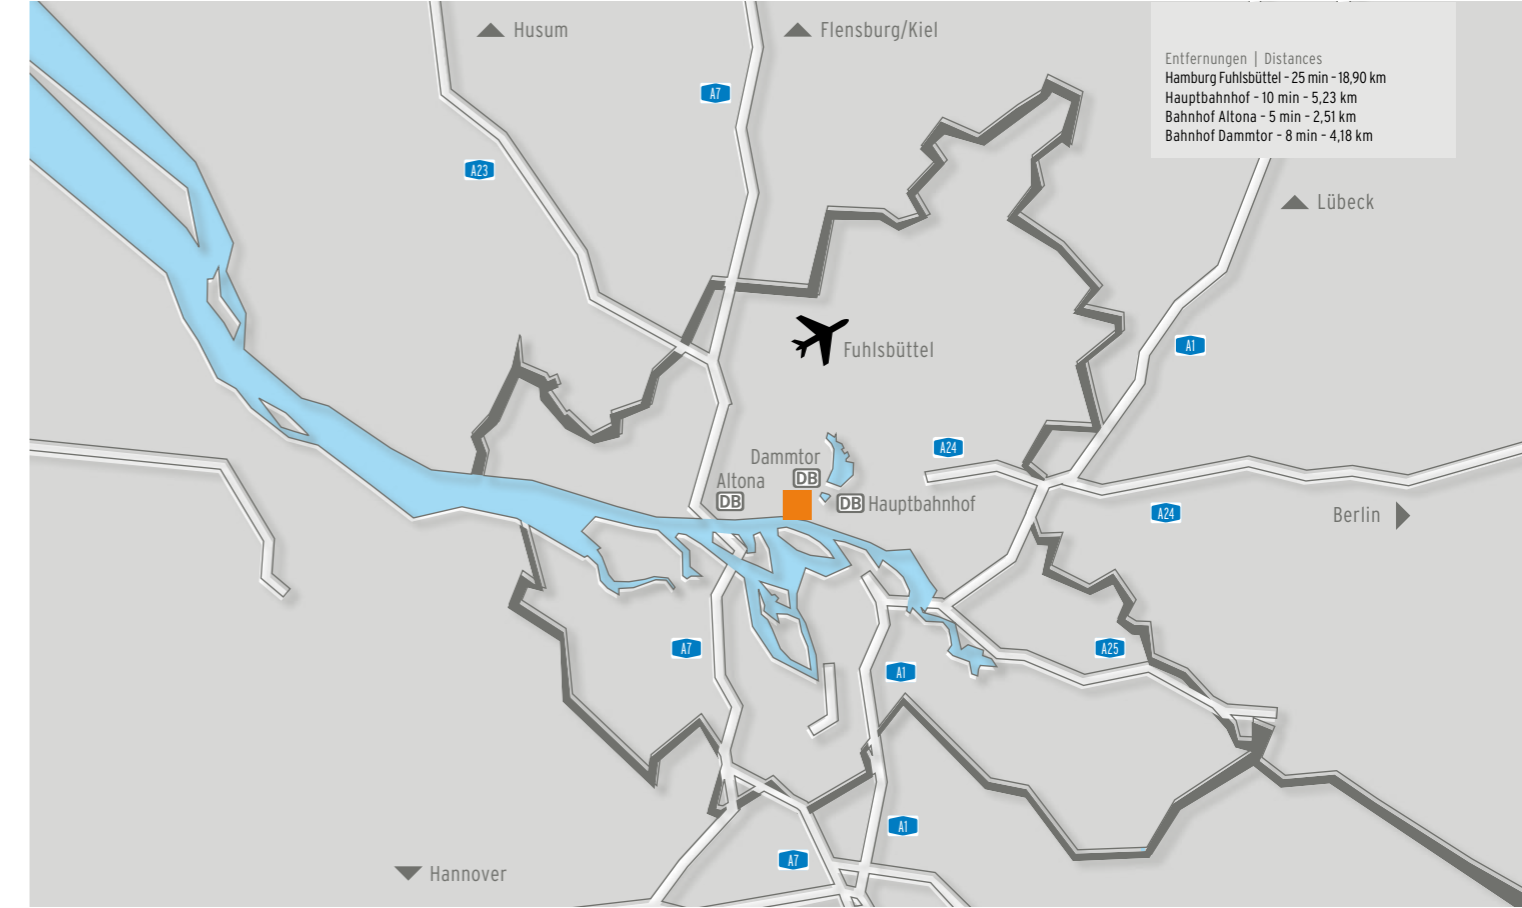 Husum
Flensburg/Kiel
Entfernungen | Distances
Hamburg Fuhlsbüttel - 25 min - 18,90 km
Hauptbahnhof - 10 min - 5,23 km
Bahnhof Altona - 5 min - 2,51 km
Bahnhof Dammtor - 8 min - 4,18 km
A7
A23
Lübeck
A1
Fuhlsbüttel
A24
Dammtor
DB
Altona
DB
DB Hauptbahnhof
A24
Berlin
A7
A25
A1
A1
A7
Hannover